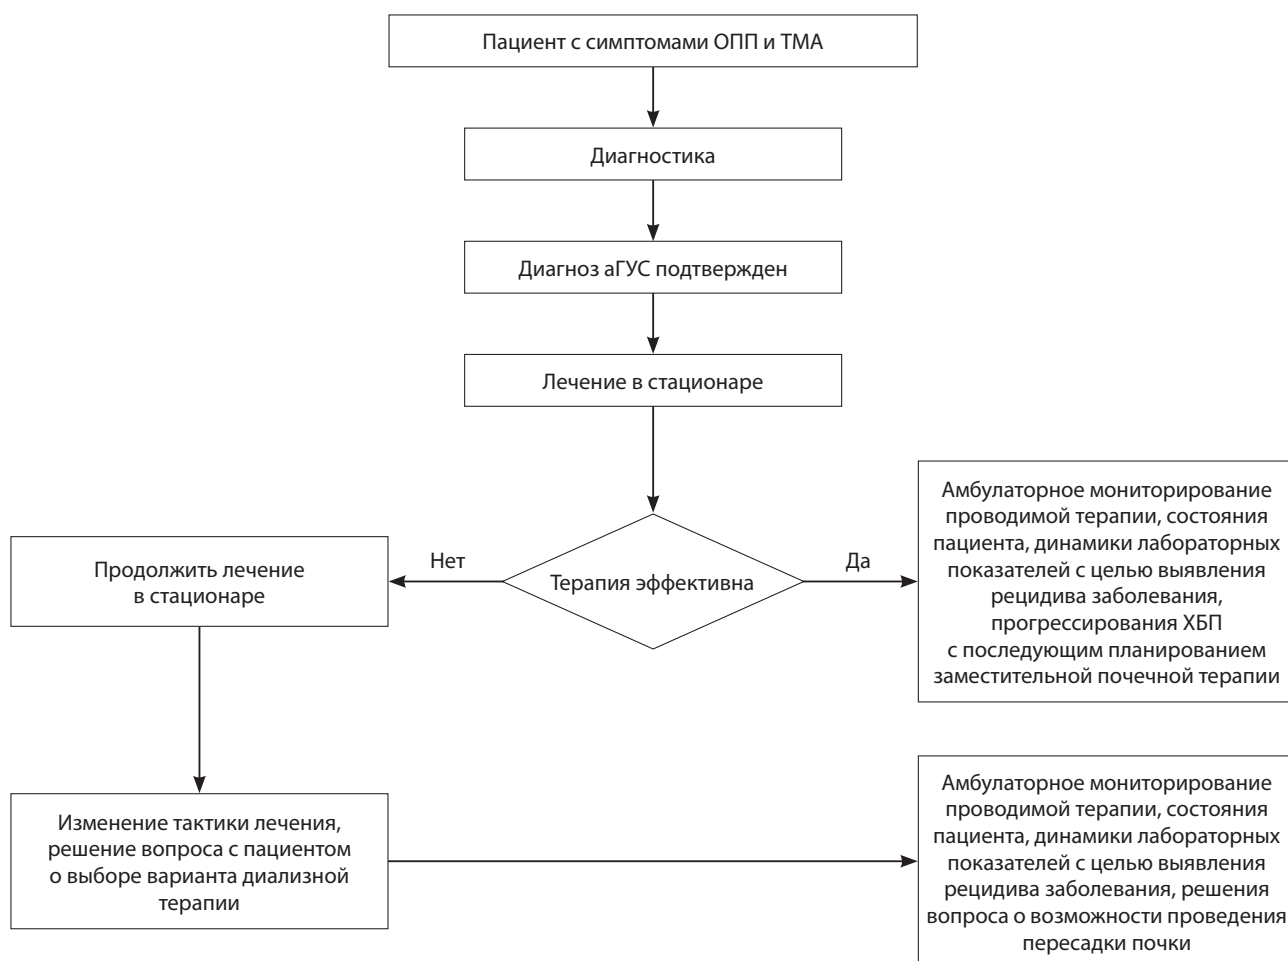 Пациент с симптомами ОПП и ТМА
Диагностика
Диагноз аГУС подтвержден
Лечение в стационаре
Терапия эффективна
Нет
Да
Продолжить лечение
в стационаре
Амбулаторное мониторирование
проводимой терапии, состояния
пациента, динамики лабораторных
показателей с целью выявления
рецидива заболевания,
прогрессирования ХБП
с последующим планированием
заместительной почечной терапии
Изменение тактики лечения,
решение вопроса с пациентом
о выборе варианта диализной
терапии
Амбулаторное мониторирование
проводимой терапии, состояния
пациента, динамики лабораторных
показателей с целью выявления
рецидива заболевания, решения
вопроса о возможности проведения
пересадки почки